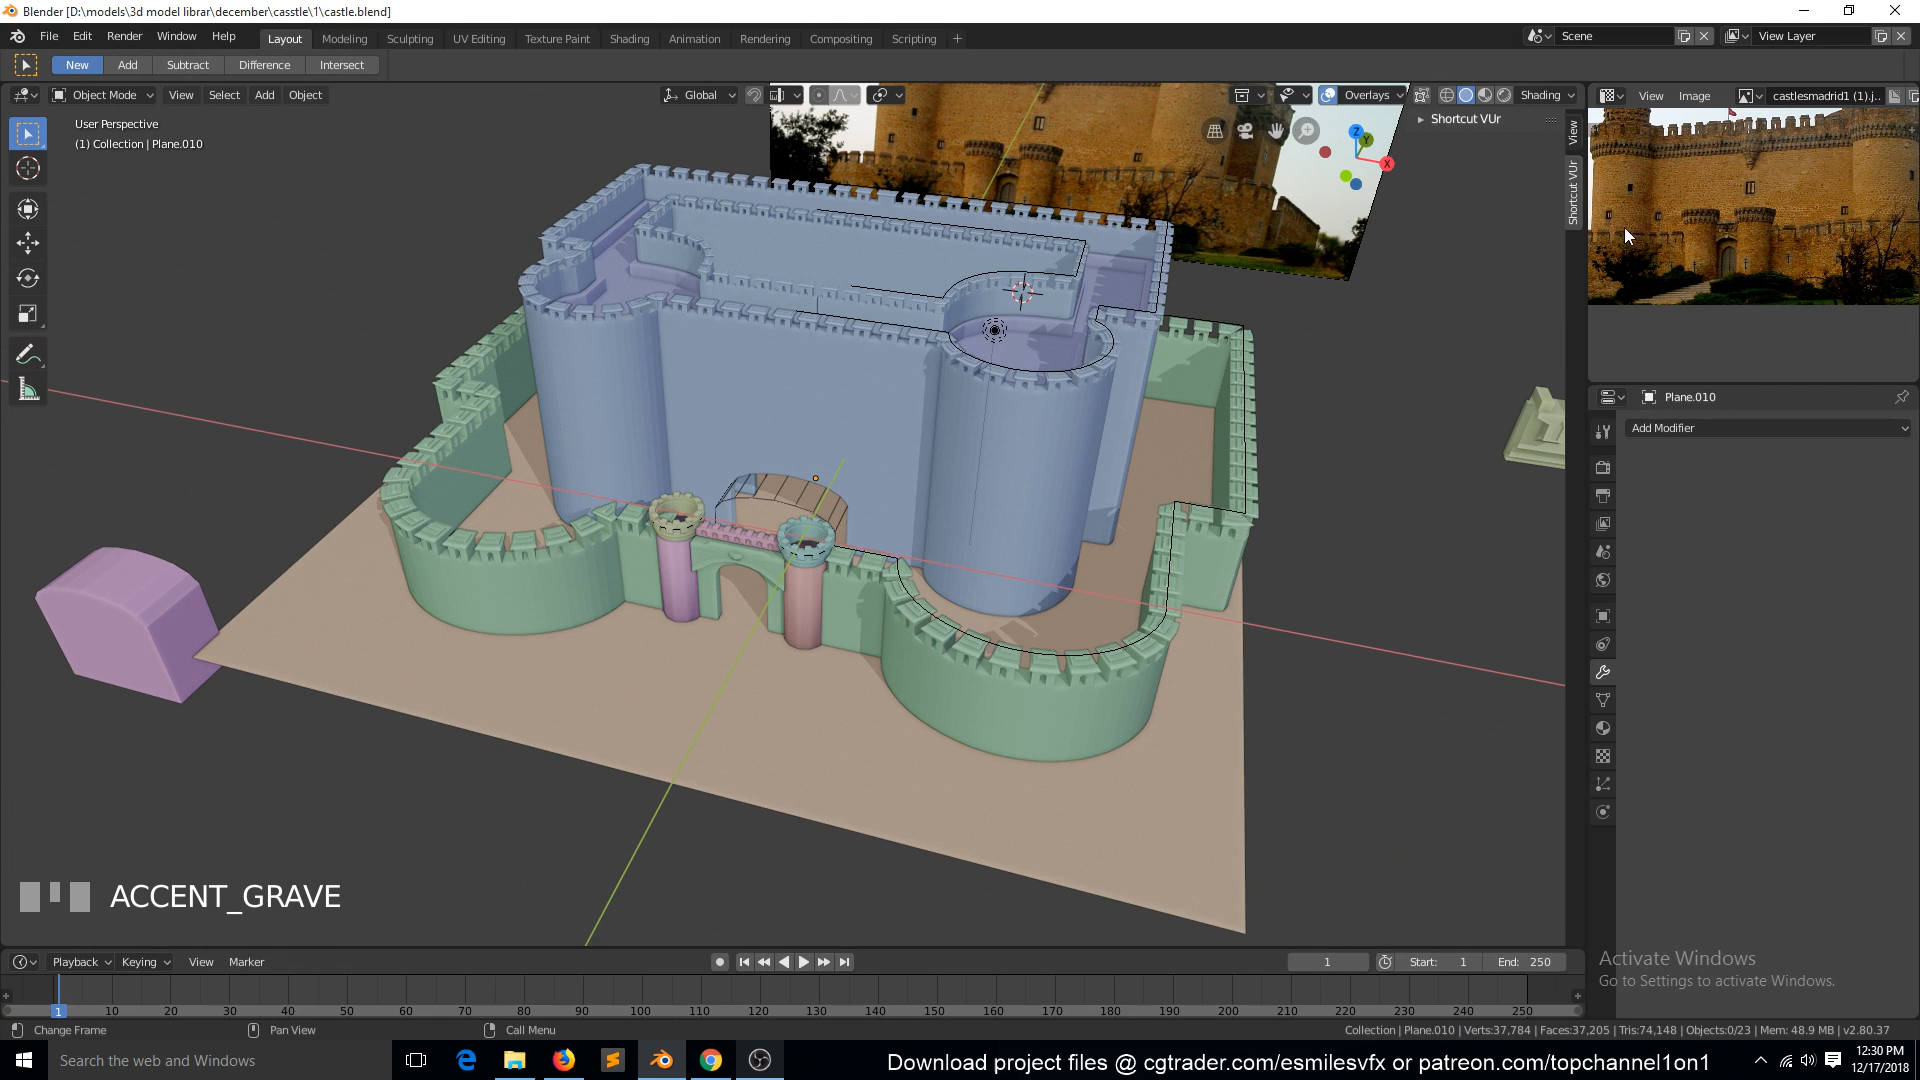 Blender [D:\models\3d model librar\december\casstle\1\castle.blend]
File Edit Render Window Help
Layout Modeling Sculpting UV Editing Texture Paint Shading Animation Rendering Compositing Scripting +
Scene View Layer
New Add Subtract Difference Intersect
Object Mode View Select Add Object Global Overlays Shading
View Image castlesmadrid1 (1).j..
User Perspective
(1) Collection | Plane.010
Shortcut VUr
View
Shortcut VUr
Z
Y
X
Plane.010
Add Modifier
ACCENT_GRAVE
Activate Windows
Go to Settings to activate Windows.
Playback Keying View Marker
1 Start: 1 End: 250
1 10 20 30 40 50 60 70 80 90 100 110 120 130 140 150 160 170 180 190 200 210 220 230 240 250
Change Frame Pan View Call Menu
Collection | Plane.010 | Verts:37,784 | Faces:37,205 | Tris:74,148 | Objects:0/23 | Mem: 48.9 MB | v2.80.37
Search the web and Windows
Download project files @ cgtrader.com/esmilesvfx or patreon.com/topchannel1on1
12:30 PM
12/17/2018